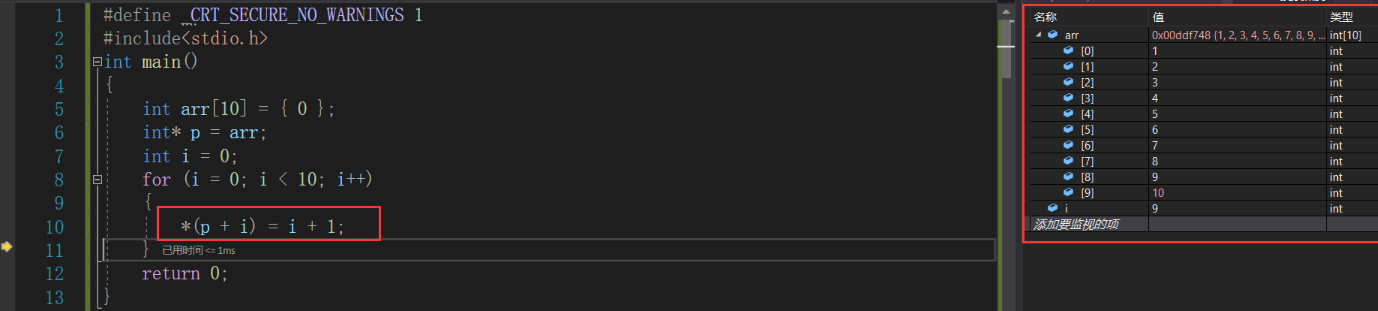 1 #define _CRT_SECURE_NO_WARNINGS 1
2 #include<stdio.h>
3 int main()
4 {
5 int arr[10] = { 0 };
6 int* p = arr;
7 int i = 0;
8 for (i = 0; i < 10; i++)
9 {
10 *(p + i) = i + 1;
11 } 已用时间 <= 1ms
12 return 0;
13 }
名称 值 类型
arr 0x00ddf748 {1, 2, 3, 4, 5, 6, 7, 8, 9, ... int[10]
[0] 1 int
[1] 2 int
[2] 3 int
[3] 4 int
[4] 5 int
[5] 6 int
[6] 7 int
[7] 8 int
[8] 9 int
[9] 10 int
i 9 int
添加要监视的项